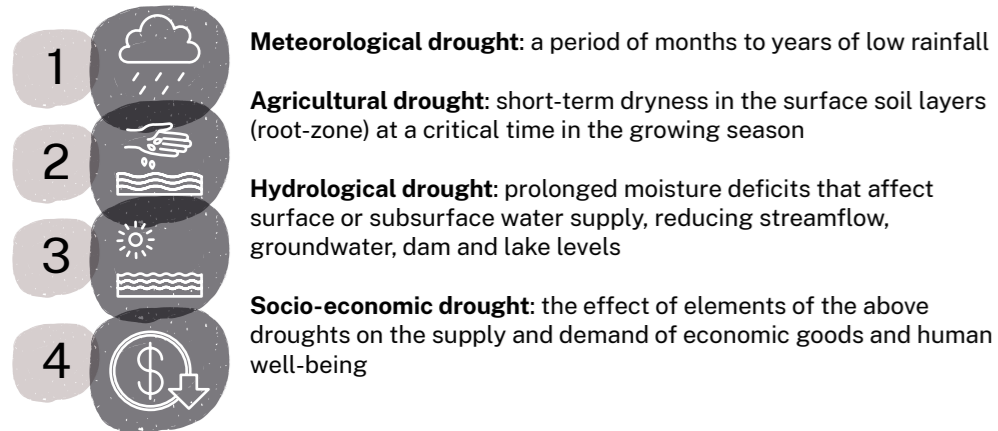 1
Meteorological drought: a period of months to years of low rainfall
2
Agricultural drought: short-term dryness in the surface soil layers
(root-zone) at a critical time in the growing season
3
Hydrological drought: prolonged moisture deficits that affect
surface or subsurface water supply, reducing streamflow,
groundwater, dam and lake levels
4
Socio-economic drought: the effect of elements of the above
droughts on the supply and demand of economic goods and human
well-being
$